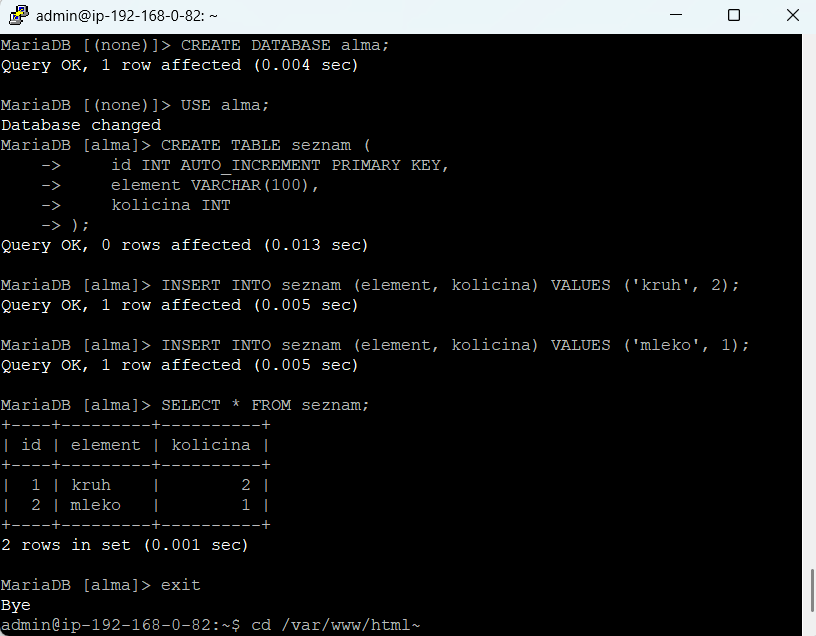 admin@ip-192-168-0-82: ~
MariaDB [(none)]> CREATE DATABASE alma;
Query OK, 1 row affected (0.004 sec)
MariaDB [(none)]> USE alma;
Database changed
MariaDB [alma]> CREATE TABLE seznam (
    ->     id INT AUTO_INCREMENT PRIMARY KEY,
    ->     element VARCHAR(100),
    ->     kolicina INT
    -> );
Query OK, 0 rows affected (0.013 sec)
MariaDB [alma]> INSERT INTO seznam (element, kolicina) VALUES ('kruh', 2);
Query OK, 1 row affected (0.005 sec)
MariaDB [alma]> INSERT INTO seznam (element, kolicina) VALUES ('mleko', 1);
Query OK, 1 row affected (0.005 sec)
MariaDB [alma]> SELECT * FROM seznam;
+----+---------+----------+
| id | element | kolicina |
+----+---------+----------+
|  1 | kruh    |        2 |
|  2 | mleko   |        1 |
+----+---------+----------+
2 rows in set (0.001 sec)
MariaDB [alma]> exit
Bye
admin@ip-192-168-0-82:~$ cd /var/www/html~